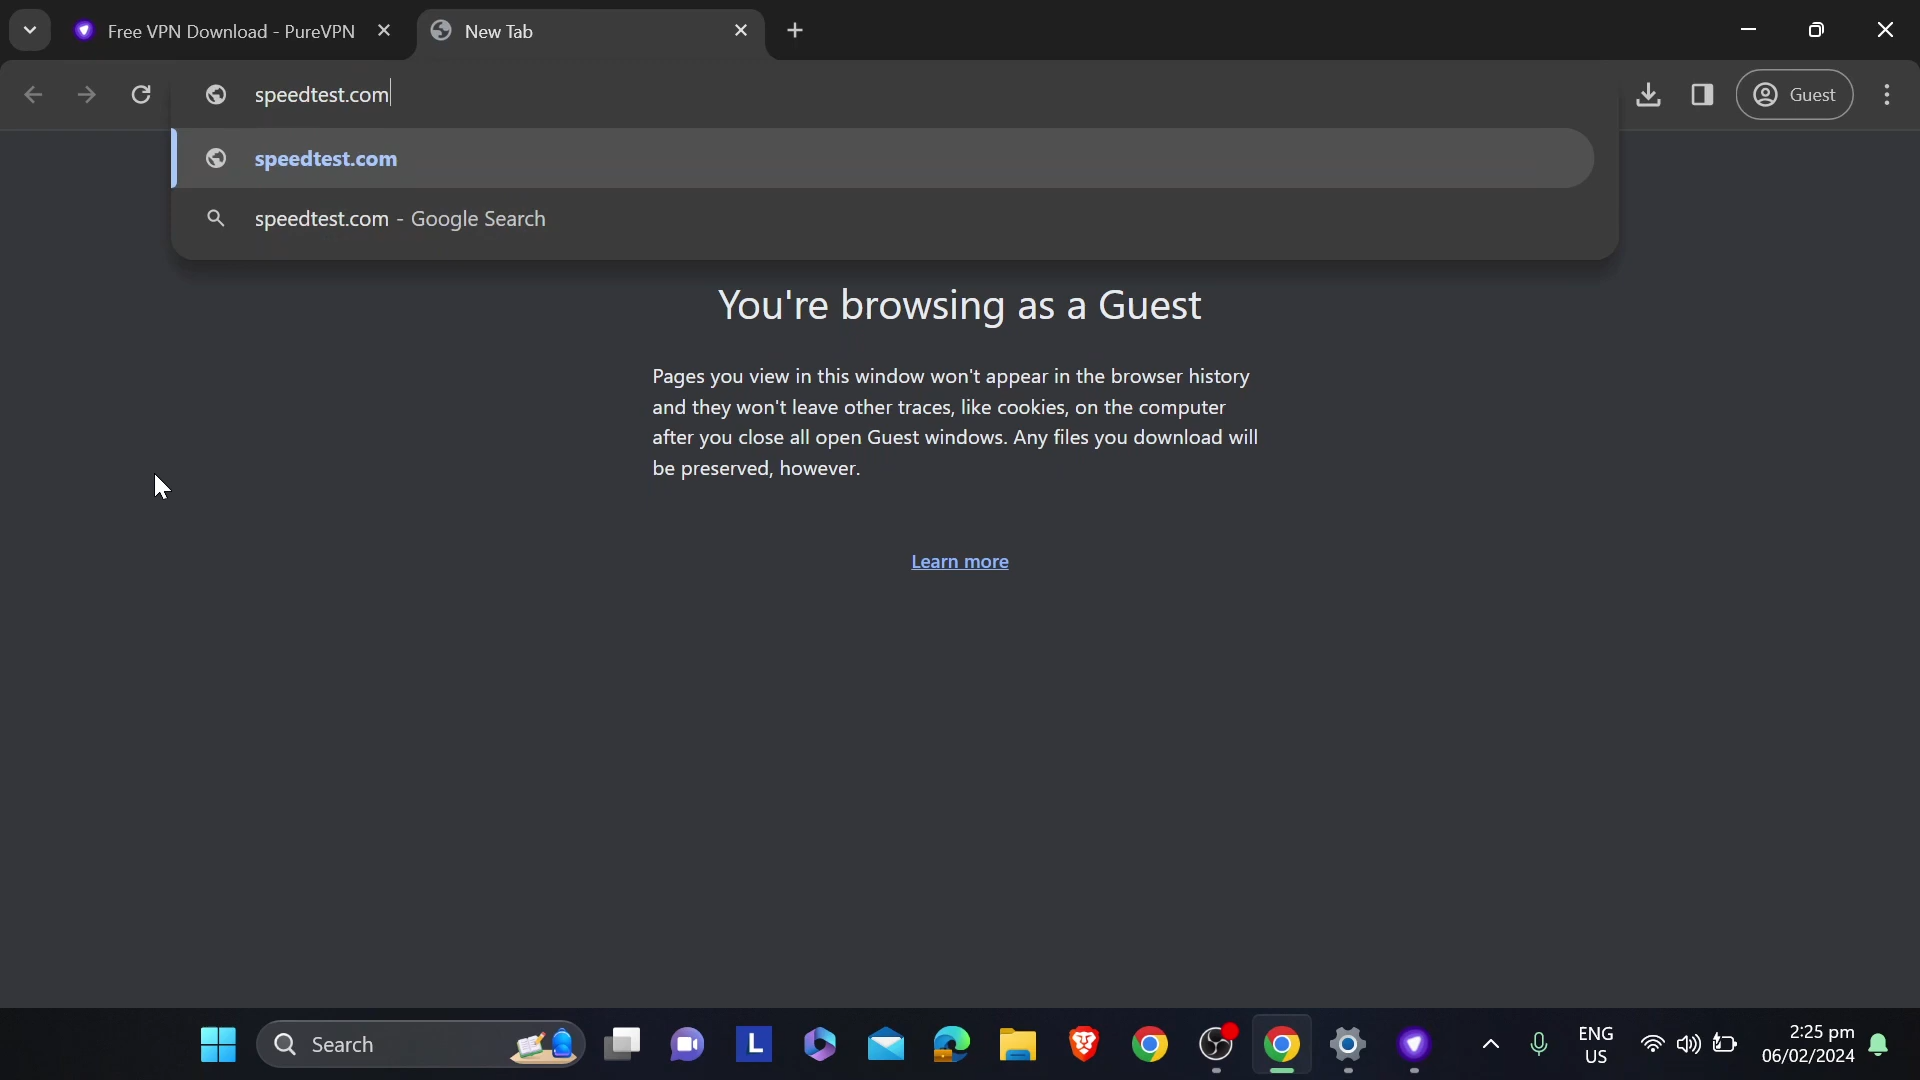 Free VPN Download - PureVPN
New Tab
speedtest.com
Guest
speedtest.com
speedtest.com - Google Search
You're browsing as a Guest
Pages you view in this window won't appear in the browser history
and they won't leave other traces, like cookies, on the computer
after you close all open Guest windows. Any files you download will
be preserved, however.
Learn more
Search
L
ENG
US
2:25 pm
06/02/2024